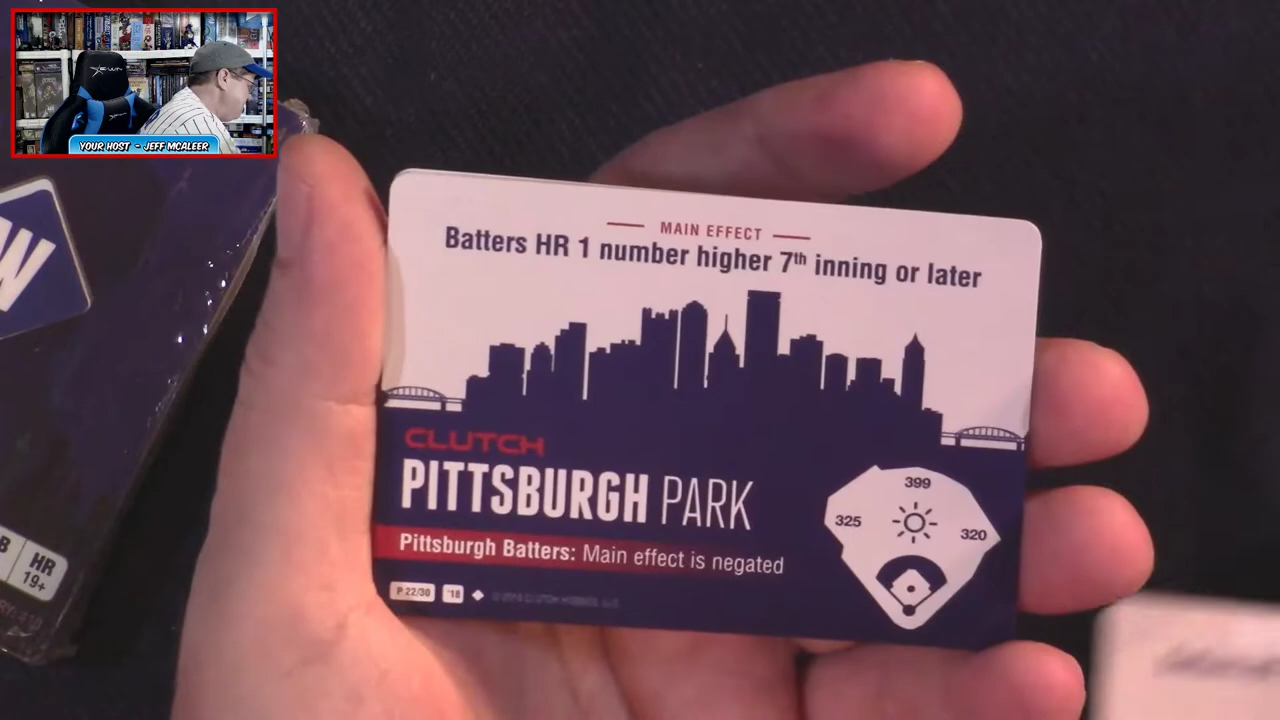 YOUR HOST - JEFF MCALEER
MAIN EFFECT
Batters HR 1 number higher 7th inning or later
CLUTCH
PITTSBURGH PARK
Pittsburgh Batters: Main effect is negated
399
325
320
P 22/30
'18
W
B
HR
19+